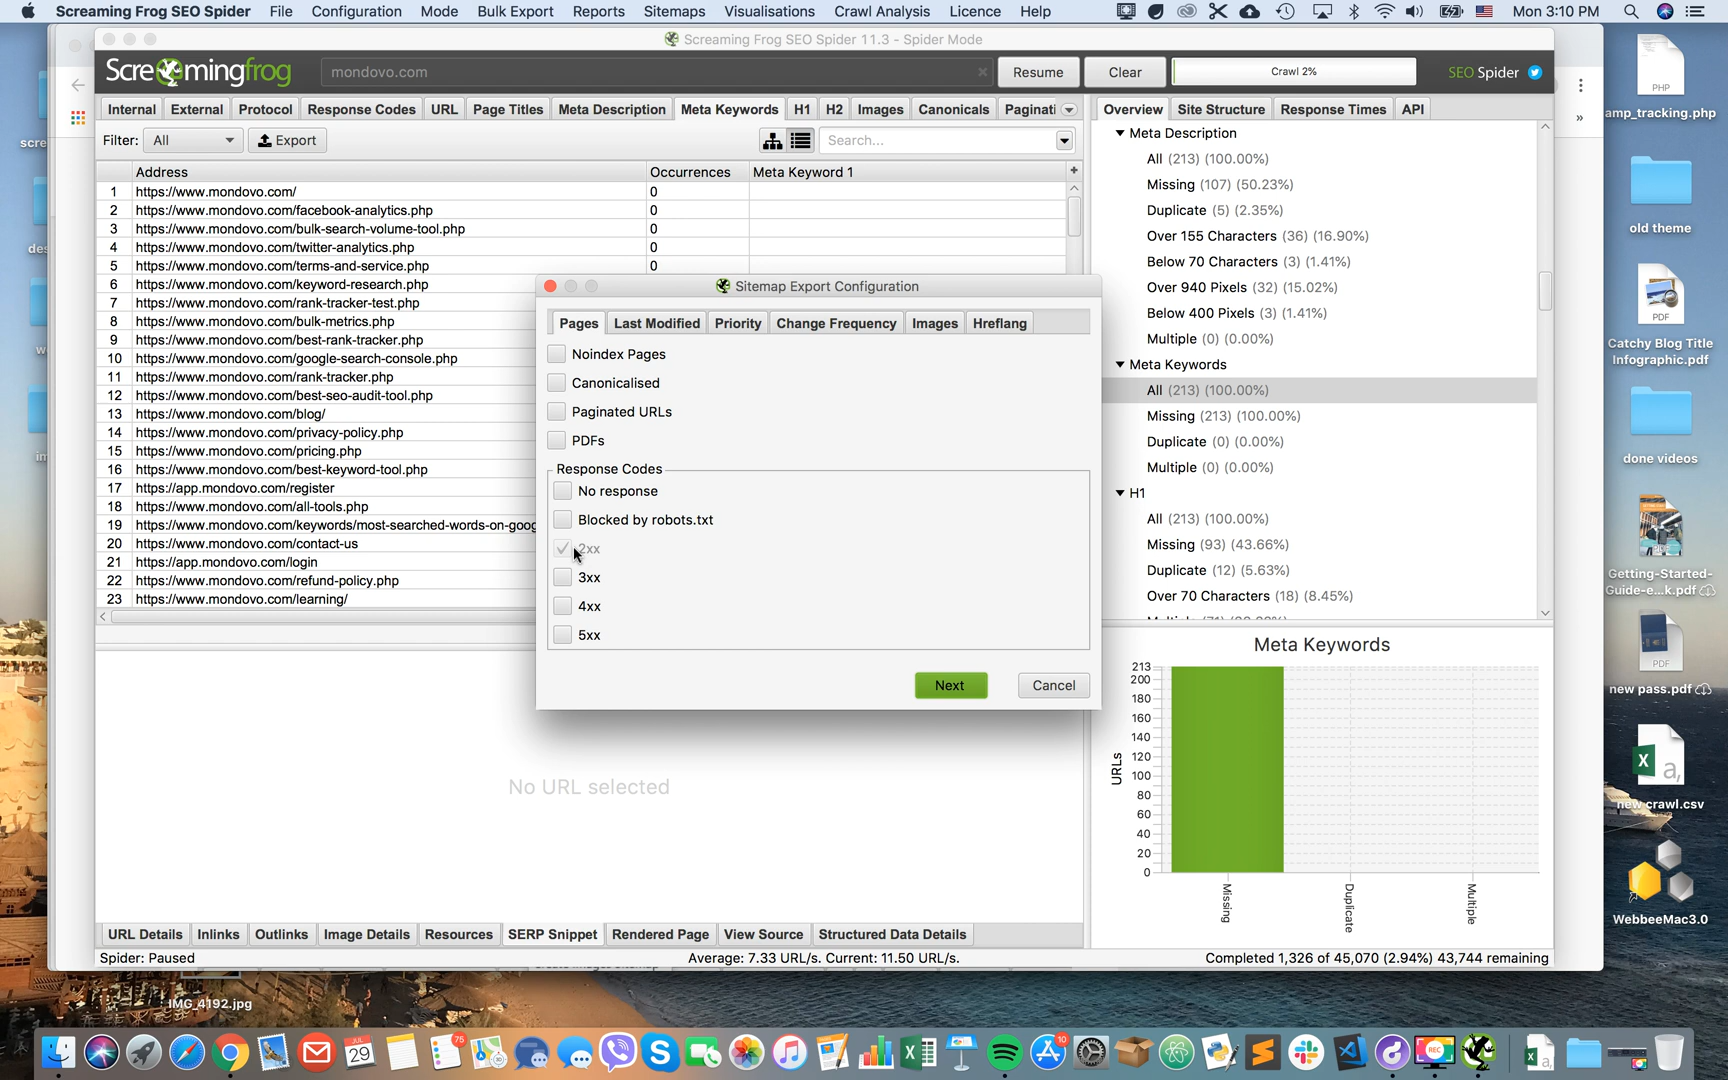 Screaming Frog SEO Spider File Configuration Mode Bulk Export Reports Sitemaps Visualisations Crawl Analysis Licence Help Mon 3:10 PM
Screaming Frog SEO Spider 11.3 - Spider Mode
Screamingfrog mondovo.com Resume Clear Crawl 2% SEO Spider
Internal External Protocol Response Codes URL Page Titles Meta Description Meta Keywords H1 H2 Images Canonicals Paginati
Filter: All Export Search...
Address Occurrences Meta Keyword 1
1 https://www.mondovo.com/ 0
2 https://www.mondovo.com/facebook-analytics.php 0
3 https://www.mondovo.com/bulk-search-volume-tool.php 0
4 https://www.mondovo.com/twitter-analytics.php 0
5 https://www.mondovo.com/terms-and-service.php 0
6 https://www.mondovo.com/keyword-research.php
7 https://www.mondovo.com/rank-tracker-test.php
8 https://www.mondovo.com/bulk-metrics.php
9 https://www.mondovo.com/best-rank-tracker.php
10 https://www.mondovo.com/google-search-console.php
11 https://www.mondovo.com/rank-tracker.php
12 https://www.mondovo.com/best-seo-audit-tool.php
13 https://www.mondovo.com/blog/
14 https://www.mondovo.com/privacy-policy.php
15 https://www.mondovo.com/pricing.php
16 https://www.mondovo.com/best-keyword-tool.php
17 https://app.mondovo.com/register
18 https://www.mondovo.com/all-tools.php
19 https://www.mondovo.com/keywords/most-searched-words-on-goog
20 https://www.mondovo.com/contact-us
21 https://app.mondovo.com/login
22 https://www.mondovo.com/refund-policy.php
23 https://www.mondovo.com/learning/
Sitemap Export Configuration
Pages Last Modified Priority Change Frequency Images Hreflang
Noindex Pages
Canonicalised
Paginated URLs
PDFs
Response Codes
No response
Blocked by robots.txt
2xx
3xx
4xx
5xx
Next Cancel
Overview Site Structure Response Times API
Meta Description
All (213) (100.00%)
Missing (107) (50.23%)
Duplicate (5) (2.35%)
Over 155 Characters (36) (16.90%)
Below 70 Characters (3) (1.41%)
Over 940 Pixels (32) (15.02%)
Below 400 Pixels (3) (1.41%)
Multiple (0) (0.00%)
Meta Keywords
All (213) (100.00%)
Missing (213) (100.00%)
Duplicate (0) (0.00%)
Multiple (0) (0.00%)
H1
All (213) (100.00%)
Missing (93) (43.66%)
Duplicate (12) (5.63%)
Over 70 Characters (18) (8.45%)
Meta Keywords
213
200
180
160
140
120
100
80
60
40
20
0
URLs
Missing
Duplicate
Multiple
No URL selected
URL Details Inlinks Outlinks Image Details Resources SERP Snippet Rendered Page View Source Structured Data Details
Spider: Paused Average: 7.33 URL/s. Current: 11.50 URL/s. Completed 1,326 of 45,070 (2.94%) 43,744 remaining
PHP
amp_tracking.php
old theme
PDF
Catchy Blog Title
Infographic.pdf
done videos
Getting-Started-
Guide-e...k.pdf
PDF
new pass.pdf
new crawl.csv
WebbeeMac3.0
scre
des
w
im
IMG_4192.jpg
JUL
29
76
10
REC